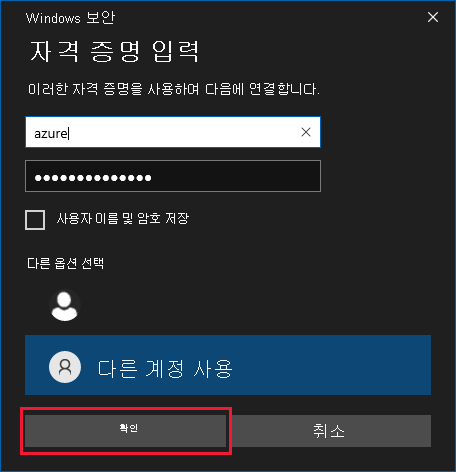 Windows 보안
자격 증명 입력
이러한 자격 증명을 사용하여 다음에 연결합니다.
azure
●●●●●●●●●●●●●●
사용자 이름 및 암호 저장
다른 옵션 선택
다른 계정 사용
확인
취소